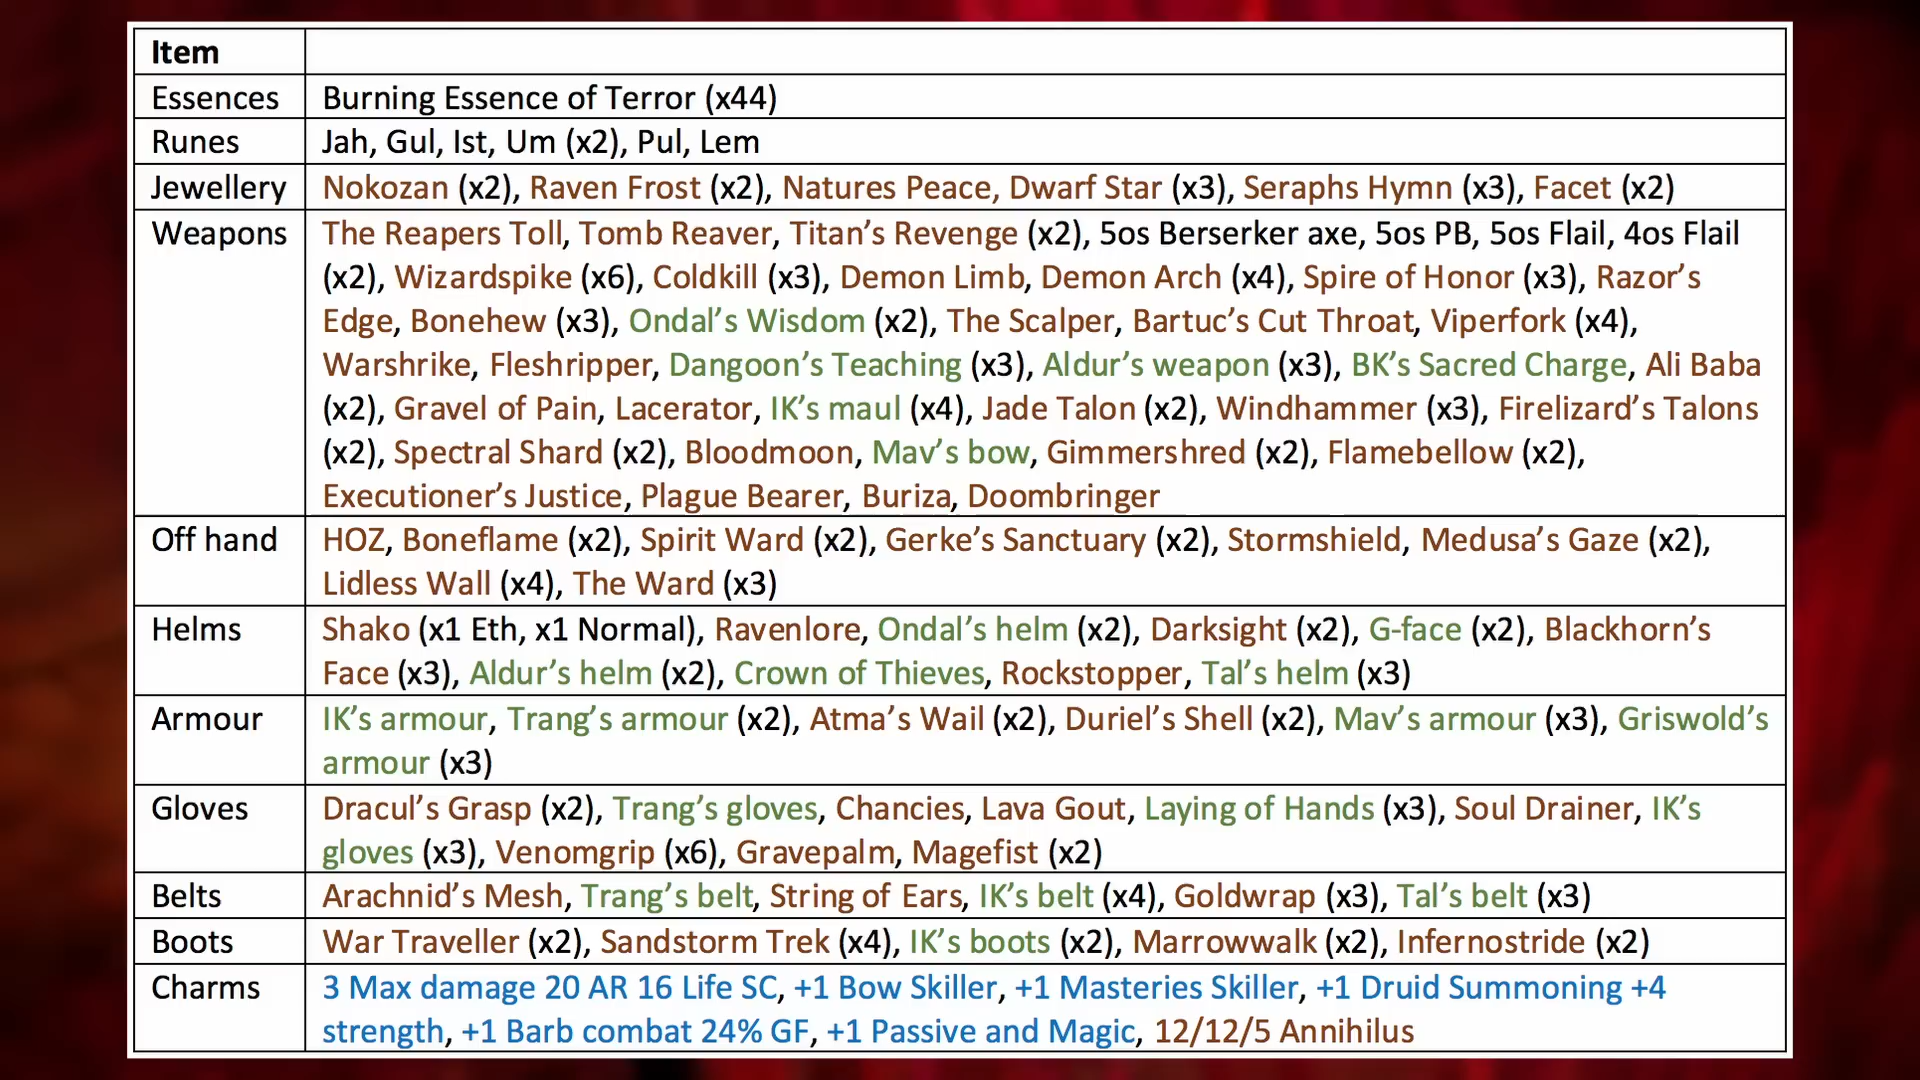 Item
Essences Burning Essence of Terror (x44)
Runes Jah, Gul, Ist, Um (x2), Pul, Lem
Jewellery Nokozan (x2), Raven Frost (x2), Natures Peace, Dwarf Star (x3), Seraphs Hymn (x3), Facet (x2)
Weapons The Reapers Toll, Tomb Reaver, Titan’s Revenge (x2), 5os Berserker axe, 5os PB, 5os Flail, 4os Flail
(x2), Wizardspike (x6), Coldkill (x3), Demon Limb, Demon Arch (x4), Spire of Honor (x3), Razor’s
Edge, Bonehew (x3), Ondal’s Wisdom (x2), The Scalper, Bartuc’s Cut Throat, Viperfork (x4),
Warshrike, Fleshripper, Dangoon’s Teaching (x3), Aldur’s weapon (x3), BK’s Sacred Charge, Ali Baba
(x2), Gravel of Pain, Lacerator, IK’s maul (x4), Jade Talon (x2), Windhammer (x3), Firelizard’s Talons
(x2), Spectral Shard (x2), Bloodmoon, Mav’s bow, Gimmershred (x2), Flamebellow (x2),
Executioner’s Justice, Plague Bearer, Buriza, Doombringer
Off hand HOZ, Boneflame (x2), Spirit Ward (x2), Gerke’s Sanctuary (x2), Stormshield, Medusa’s Gaze (x2),
Lidless Wall (x4), The Ward (x3)
Helms Shako (x1 Eth, x1 Normal), Ravenlore, Ondal’s helm (x2), Darksight (x2), G-face (x2), Blackhorn’s
Face (x3), Aldur’s helm (x2), Crown of Thieves, Rockstopper, Tal’s helm (x3)
Armour IK’s armour, Trang’s armour (x2), Atma’s Wail (x2), Duriel’s Shell (x2), Mav’s armour (x3), Griswold’s
armour (x3)
Gloves Dracul’s Grasp (x2), Trang’s gloves, Chancies, Lava Gout, Laying of Hands (x3), Soul Drainer, IK’s
gloves (x3), Venomgrip (x6), Gravepalm, Magefist (x2)
Belts Arachnid’s Mesh, Trang’s belt, String of Ears, IK’s belt (x4), Goldwrap (x3), Tal’s belt (x3)
Boots War Traveller (x2), Sandstorm Trek (x4), IK’s boots (x2), Marrowwalk (x2), Infernostride (x2)
Charms 3 Max damage 20 AR 16 Life SC, +1 Bow Skiller, +1 Masteries Skiller, +1 Druid Summoning +4
strength, +1 Barb combat 24% GF, +1 Passive and Magic, 12/12/5 Annihilus